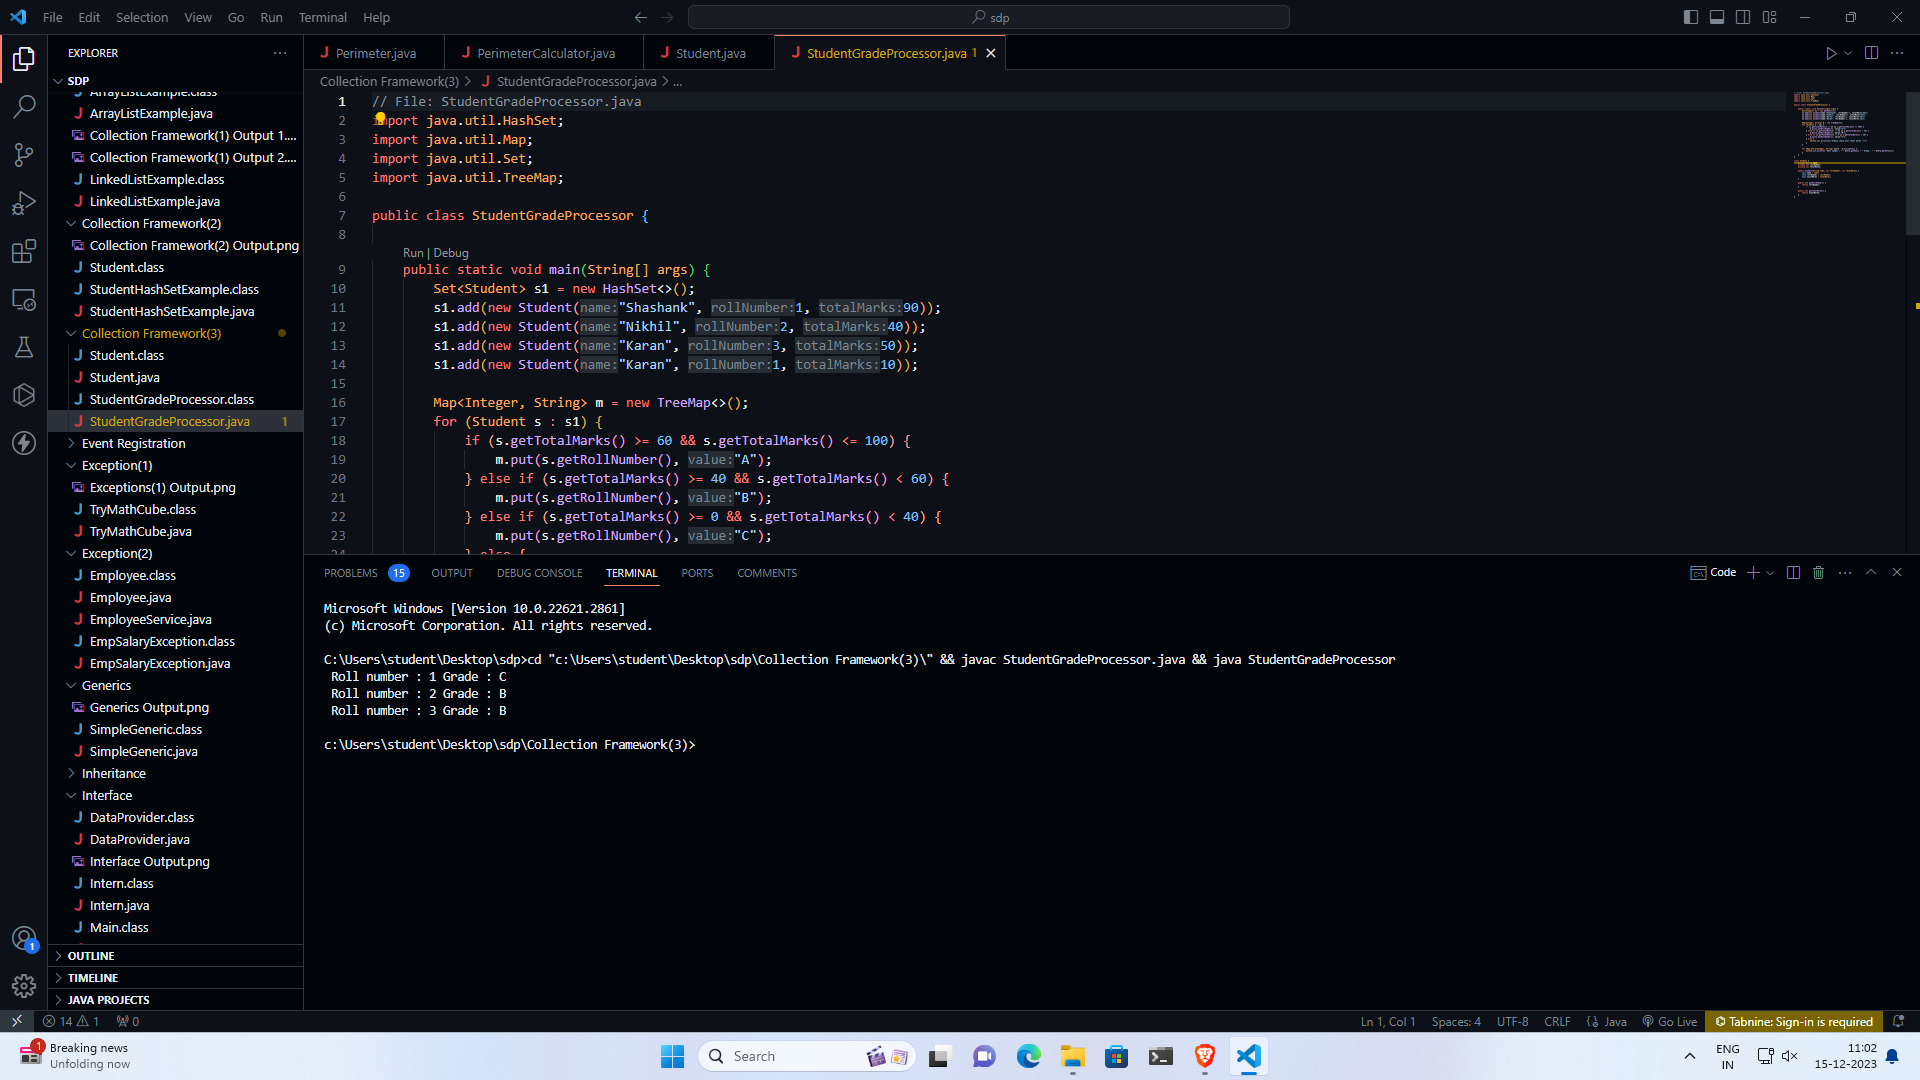 File Edit Selection View Go Run Terminal Help
sdp
EXPLORER
SDP
ArrayListExample.class
ArrayListExample.java
Collection Framework(1) Output 1....
Collection Framework(1) Output 2....
LinkedListExample.class
LinkedListExample.java
Collection Framework(2)
Collection Framework(2) Output.png
Student.class
StudentHashSetExample.class
StudentHashSetExample.java
Collection Framework(3)
Student.class
Student.java
StudentGradeProcessor.class
StudentGradeProcessor.java 1
Event Registration
Exception(1)
Exceptions(1) Output.png
TryMathCube.class
TryMathCube.java
Exception(2)
Employee.class
Employee.java
EmployeeService.java
EmpSalaryException.class
EmpSalaryException.java
Generics
Generics Output.png
SimpleGeneric.class
SimpleGeneric.java
Inheritance
Interface
DataProvider.class
DataProvider.java
Interface Output.png
Intern.class
Intern.java
Main.class
OUTLINE
TIMELINE
JAVA PROJECTS
1
Perimeter.java PerimeterCalculator.java Student.java StudentGradeProcessor.java 1
Collection Framework(3) > StudentGradeProcessor.java > ...
1 // File: StudentGradeProcessor.java
2 import java.util.HashSet;
3 import java.util.Map;
4 import java.util.Set;
5 import java.util.TreeMap;
6
7 public class StudentGradeProcessor {
8
Run | Debug
9 public static void main(String[] args) {
10 Set<Student> s1 = new HashSet<>();
11 s1.add(new Student(name:"Shashank", rollNumber:1, totalMarks:90));
12 s1.add(new Student(name:"Nikhil", rollNumber:2, totalMarks:40));
13 s1.add(new Student(name:"Karan", rollNumber:3, totalMarks:50));
14 s1.add(new Student(name:"Karan", rollNumber:1, totalMarks:10));
15
16 Map<Integer, String> m = new TreeMap<>();
17 for (Student s : s1) {
18 if (s.getTotalMarks() >= 60 && s.getTotalMarks() <= 100) {
19 m.put(s.getRollNumber(), value:"A");
20 } else if (s.getTotalMarks() >= 40 && s.getTotalMarks() < 60) {
21 m.put(s.getRollNumber(), value:"B");
22 } else if (s.getTotalMarks() >= 0 && s.getTotalMarks() < 40) {
23 m.put(s.getRollNumber(), value:"C");
24 } else {
PROBLEMS 15 OUTPUT DEBUG CONSOLE TERMINAL PORTS COMMENTS
Code
Microsoft Windows [Version 10.0.22621.2861]
(c) Microsoft Corporation. All rights reserved.
C:\Users\student\Desktop\sdp>cd "c:\Users\student\Desktop\sdp\Collection Framework(3)\" && javac StudentGradeProcessor.java && java StudentGradeProcessor
Roll number : 1 Grade : C
Roll number : 2 Grade : B
Roll number : 3 Grade : B
c:\Users\student\Desktop\sdp\Collection Framework(3)>
14 1 0
Ln 1, Col 1 Spaces: 4 UTF-8 CRLF {} Java Go Live Tabnine: Sign-in is required
1 Breaking news
Unfolding now
Search
ENG
IN
11:02
15-12-2023